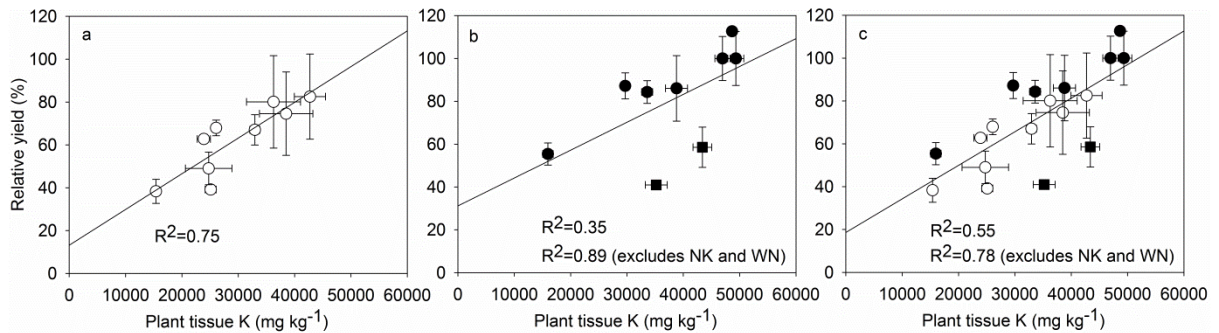 a
120
100
80
60
40
20
0
Relative yield (%)
R²=0.75
0 10000 20000 30000 40000 50000 60000
Plant tissue K (mg kg⁻¹)
b
120
100
80
60
40
20
0
R²=0.35
R²=0.89 (excludes NK and WN)
0 10000 20000 30000 40000 50000 60000
Plant tissue K (mg kg⁻¹)
c
120
100
80
60
40
20
0
R²=0.55
R²=0.78 (excludes NK and WN)
0 10000 20000 30000 40000 50000 60000
Plant tissue K (mg kg⁻¹)